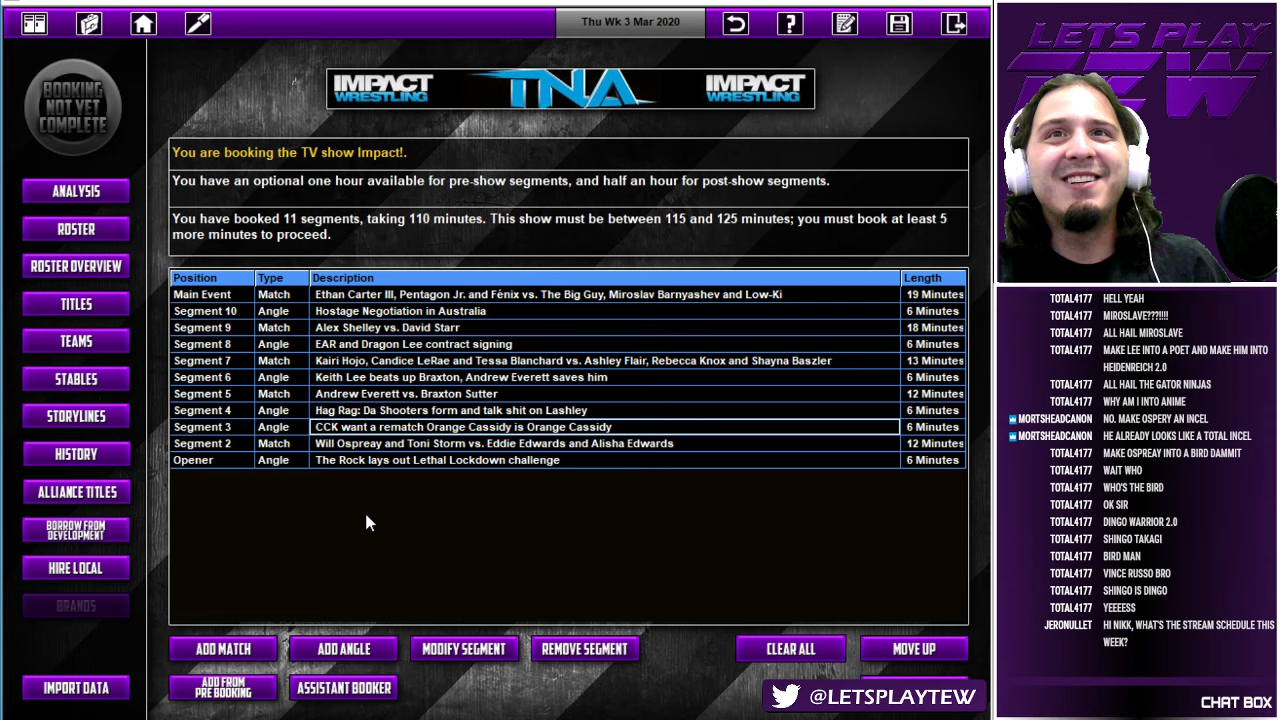 Thu Wk 3 Mar 2020
LETS PLAY
TEW
BOOKING
NOT YET
COMPLETE
IMPACT
WRESTLING
TNA
IMPACT
WRESTLING
You are booking the TV show Impact!.
You have an optional one hour available for pre-show segments, and half an hour for post-show segments.
You have booked 11 segments, taking 110 minutes. This show must be between 115 and 125 minutes; you must book at least 5
more minutes to proceed.
ANALYSIS
ROSTER
ROSTER OVERVIEW
TITLES
TEAMS
STABLES
STORYLINES
HISTORY
ALLIANCE TITLES
BORROW FROM
DEVELOPMENT
HIRE LOCAL
BRANDS
IMPORT DATA
Position Type Description Length
Main Event Match Ethan Carter III, Pentagon Jr. and Fénix vs. The Big Guy, Miroslav Barnyashev and Low-Ki 19 Minutes
Segment 10 Angle Hostage Negotiation in Australia 6 Minutes
Segment 9 Match Alex Shelley vs. David Starr 18 Minutes
Segment 8 Angle EAR and Dragon Lee contract signing 6 Minutes
Segment 7 Match Kairi Hojo, Candice LeRae and Tessa Blanchard vs. Ashley Flair, Rebecca Knox and Shayna Baszler 13 Minutes
Segment 6 Angle Keith Lee beats up Braxton, Andrew Everett saves him 6 Minutes
Segment 5 Match Andrew Everett vs. Braxton Sutter 12 Minutes
Segment 4 Angle Hag Rag: Da Shooters form and talk shit on Lashley 6 Minutes
Segment 3 Angle CCK want a rematch Orange Cassidy is Orange Cassidy 6 Minutes
Segment 2 Match Will Ospreay and Toni Storm vs. Eddie Edwards and Alisha Edwards 12 Minutes
Opener Angle The Rock lays out Lethal Lockdown challenge 6 Minutes
ADD MATCH
ADD ANGLE
MODIFY SEGMENT
REMOVE SEGMENT
CLEAR ALL
MOVE UP
ADD FROM
PRE BOOKING
ASSISTANT BOOKER
@LETSPLAYTEW
TOTAL4177 HELL YEAH
TOTAL4177 MIROSLAVE???!!!!
TOTAL4177 ALL HAIL MIROSLAVE
TOTAL4177 MAKE LEE INTO A POET AND MAKE HIM INTO
HEIDENREICH 2.0
TOTAL4177 ALL HAIL THE GATOR NINJAS
TOTAL4177 WHY AM I INTO ANIME
MORTSHEADCANON NO. MAKE OSPERY AN INCEL
MORTSHEADCANON HE ALREADY LOOKS LIKE A TOTAL INCEL
TOTAL4177 MAKE OSPREAY INTO A BIRD DAMMIT
TOTAL4177 WAIT WHO
TOTAL4177 WHO'S THE BIRD
TOTAL4177 OK SIR
TOTAL4177 DINGO WARRIOR 2.0
TOTAL4177 SHINGO TAKAGI
TOTAL4177 BIRD MAN
TOTAL4177 VINCE RUSSO BRO
TOTAL4177 SHINGO IS DINGO
TOTAL4177 YEEEESS
JERONULLET HI NIKK, WHAT'S THE STREAM SCHEDULE THIS
WEEK?
CHAT BOX